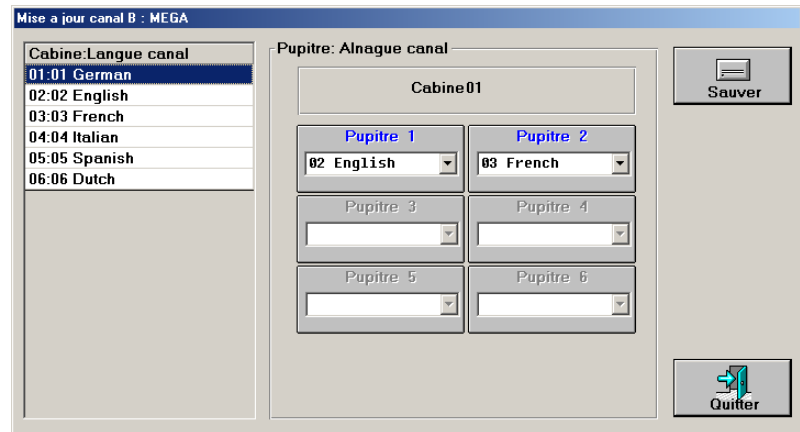 Mise a jour canal B : MEGA
Cabine:Langue canal
01:01 German
02:02 English
03:03 French
04:04 Italian
05:05 Spanish
06:06 Dutch
Pupitre: Alnague canal
Cabine01
Pupitre 1
Pupitre 2
02 English
03 French
Pupitre 3
Pupitre 4
Pupitre 5
Pupitre 6
Sauver
Quitter